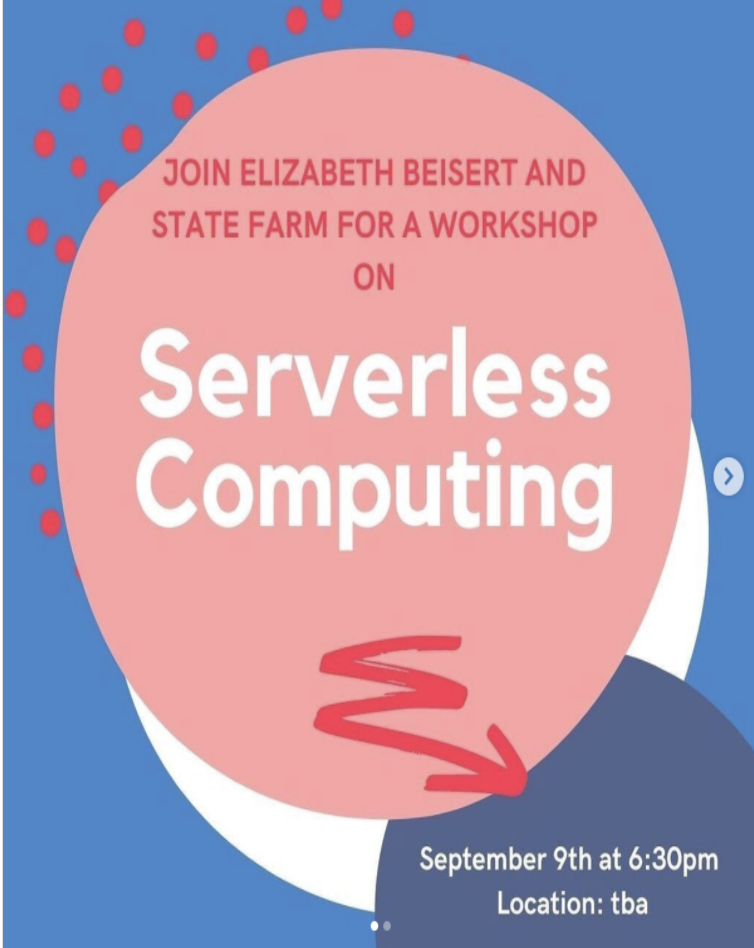 JOIN ELIZABETH BEISERT AND
STATE FARM FOR A WORKSHOP
ON
Serverless
Computing
September 9th at 6:30pm
Location: tba